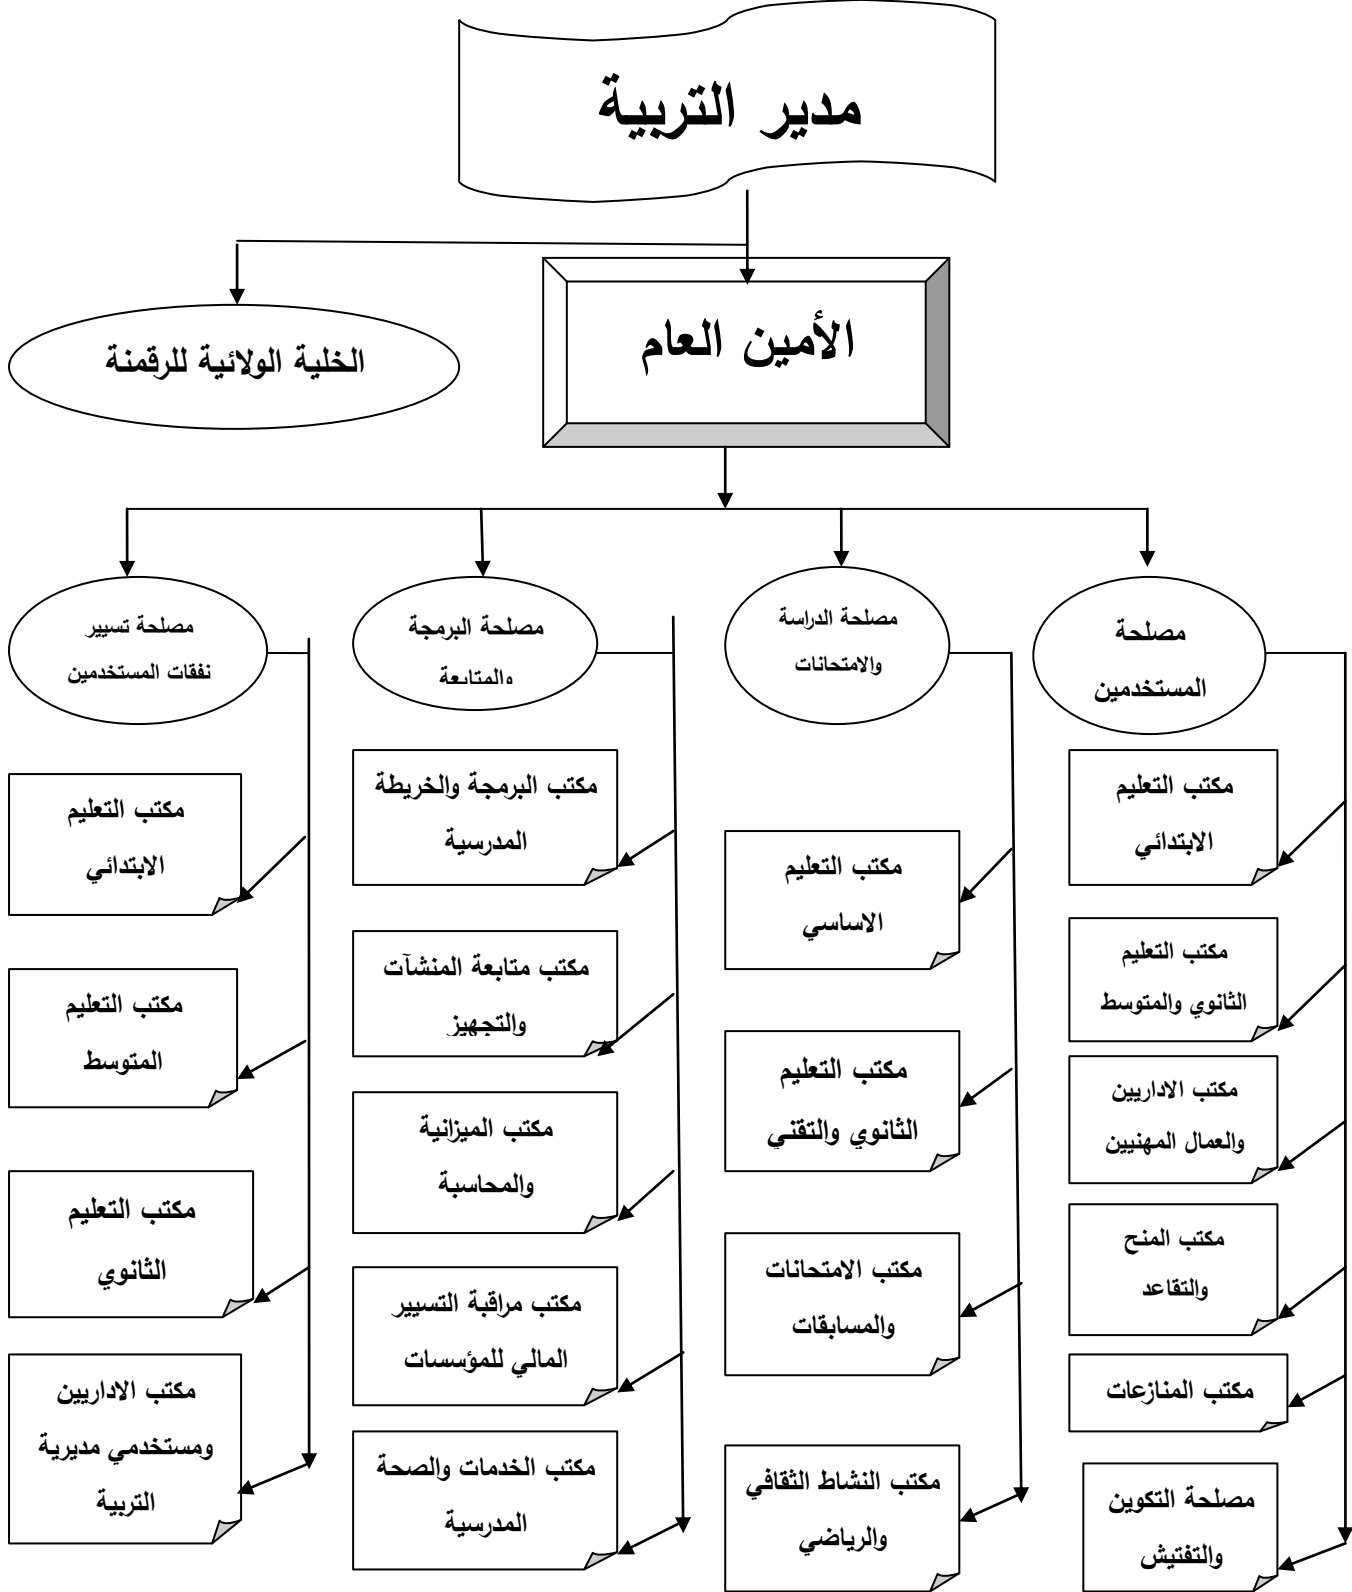 مدير التربية
الأمين العام
الخلية الولائية للرقمنة
مصلحة
المستخدمين
مصلحة الدراسة
والامتحانات
مصلحة البرمجة
والمتابعة
مصلحة تسيير
نفقات المستخدمين
مكتب التعليم
الابتدائي
مكتب التعليم
الثانوي والمتوسط
مكتب الاداريين
والعمال المهنيين
مكتب المنح
والتقاعد
مكتب المنازعات
مصلحة التكوين
والتفتيش
مكتب التعليم
الاساسي
مكتب التعليم
الثانوي والتقني
مكتب الامتحانات
والمسابقات
مكتب النشاط الثقافي
والرياضي
مكتب البرمجة والخريطة
المدرسية
مكتب متابعة المنشآت
والتجهيز
مكتب الميزانية
والمحاسبة
مكتب مراقبة التسيير
المالي للمؤسسات
مكتب الخدمات والصحة
المدرسية
مكتب التعليم
الابتدائي
مكتب التعليم
المتوسط
مكتب التعليم
الثانوي
مكتب الاداريين
ومستخدمي مديرية
التربية